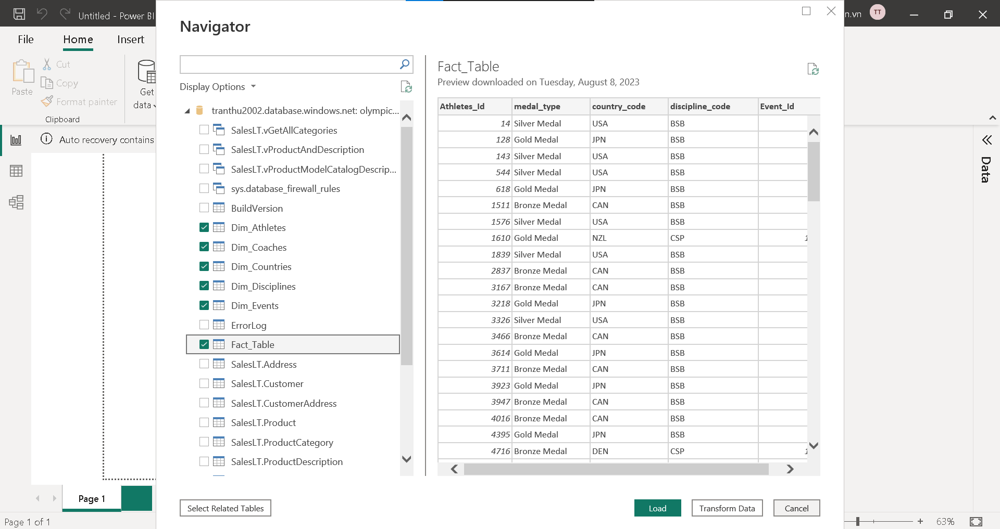 Untitled - Power BI
n.vn
TT
File
Home
Insert
Paste
Cut
Copy
Format painter
Clipboard
Get
data
Auto recovery contains
Navigator
Display Options
tranthu2002.database.windows.net: olympic...
SalesLT.vGetAllCategories
SalesLT.vProductAndDescription
SalesLT.vProductModelCatalogDescrip...
sys.database_firewall_rules
BuildVersion
Dim_Athletes
Dim_Coaches
Dim_Countries
Dim_Disciplines
Dim_Events
ErrorLog
Fact_Table
SalesLT.Address
SalesLT.Customer
SalesLT.CustomerAddress
SalesLT.Product
SalesLT.ProductCategory
SalesLT.ProductDescription
Fact_Table
Preview downloaded on Tuesday, August 8, 2023
Athletes_Id medal_type country_code discipline_code Event_Id
14 Silver Medal USA BSB
128 Gold Medal JPN BSB
143 Silver Medal USA BSB
544 Silver Medal USA BSB
618 Gold Medal JPN BSB
1511 Bronze Medal CAN BSB
1576 Silver Medal USA BSB
1610 Gold Medal NZL CSP 1
1839 Silver Medal USA BSB
2837 Bronze Medal CAN BSB
3167 Bronze Medal CAN BSB
3218 Gold Medal JPN BSB
3326 Silver Medal USA BSB
3466 Bronze Medal CAN BSB
3614 Gold Medal JPN BSB
3711 Bronze Medal CAN BSB
3923 Gold Medal JPN BSB
3947 Bronze Medal CAN BSB
4016 Bronze Medal CAN BSB
4395 Gold Medal JPN BSB
4716 Bronze Medal DEN CSP 1
Select Related Tables
Load
Transform Data
Cancel
Data
Page 1
Page 1 of 1
63%